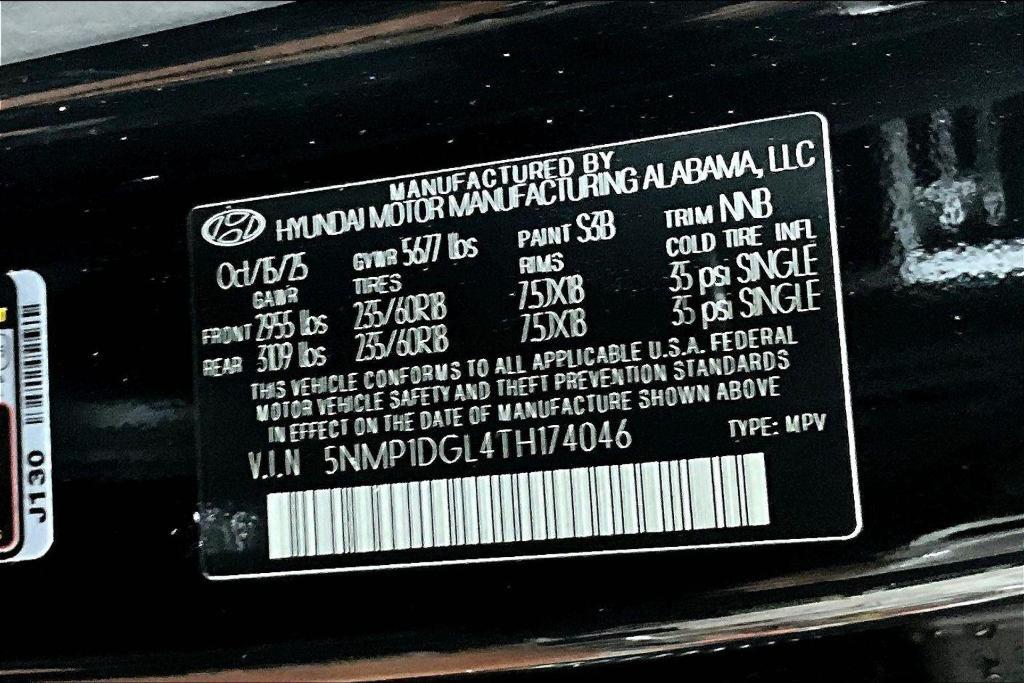 MANUFACTURED BY
HYUNDAI MOTOR MANUFACTURING ALABAMA, LLC
Oct/15/25 GVWR 5677 lbs PAINT S3B TRIM NNB
GAWR TIRES RIMS COLD TIRE INFL
FRONT 2955 lbs 235/60R18 7.5JX18 35 psi SINGLE
REAR 3109 lbs 235/60R18 7.5JX18 35 psi SINGLE
THIS VEHICLE CONFORMS TO ALL APPLICABLE U.S.A. FEDERAL
MOTOR VEHICLE SAFETY AND THEFT PREVENTION STANDARDS
IN EFFECT ON THE DATE OF MANUFACTURE SHOWN ABOVE
V.I.N 5NMP1DGL4TH174046 TYPE: MPV
J130